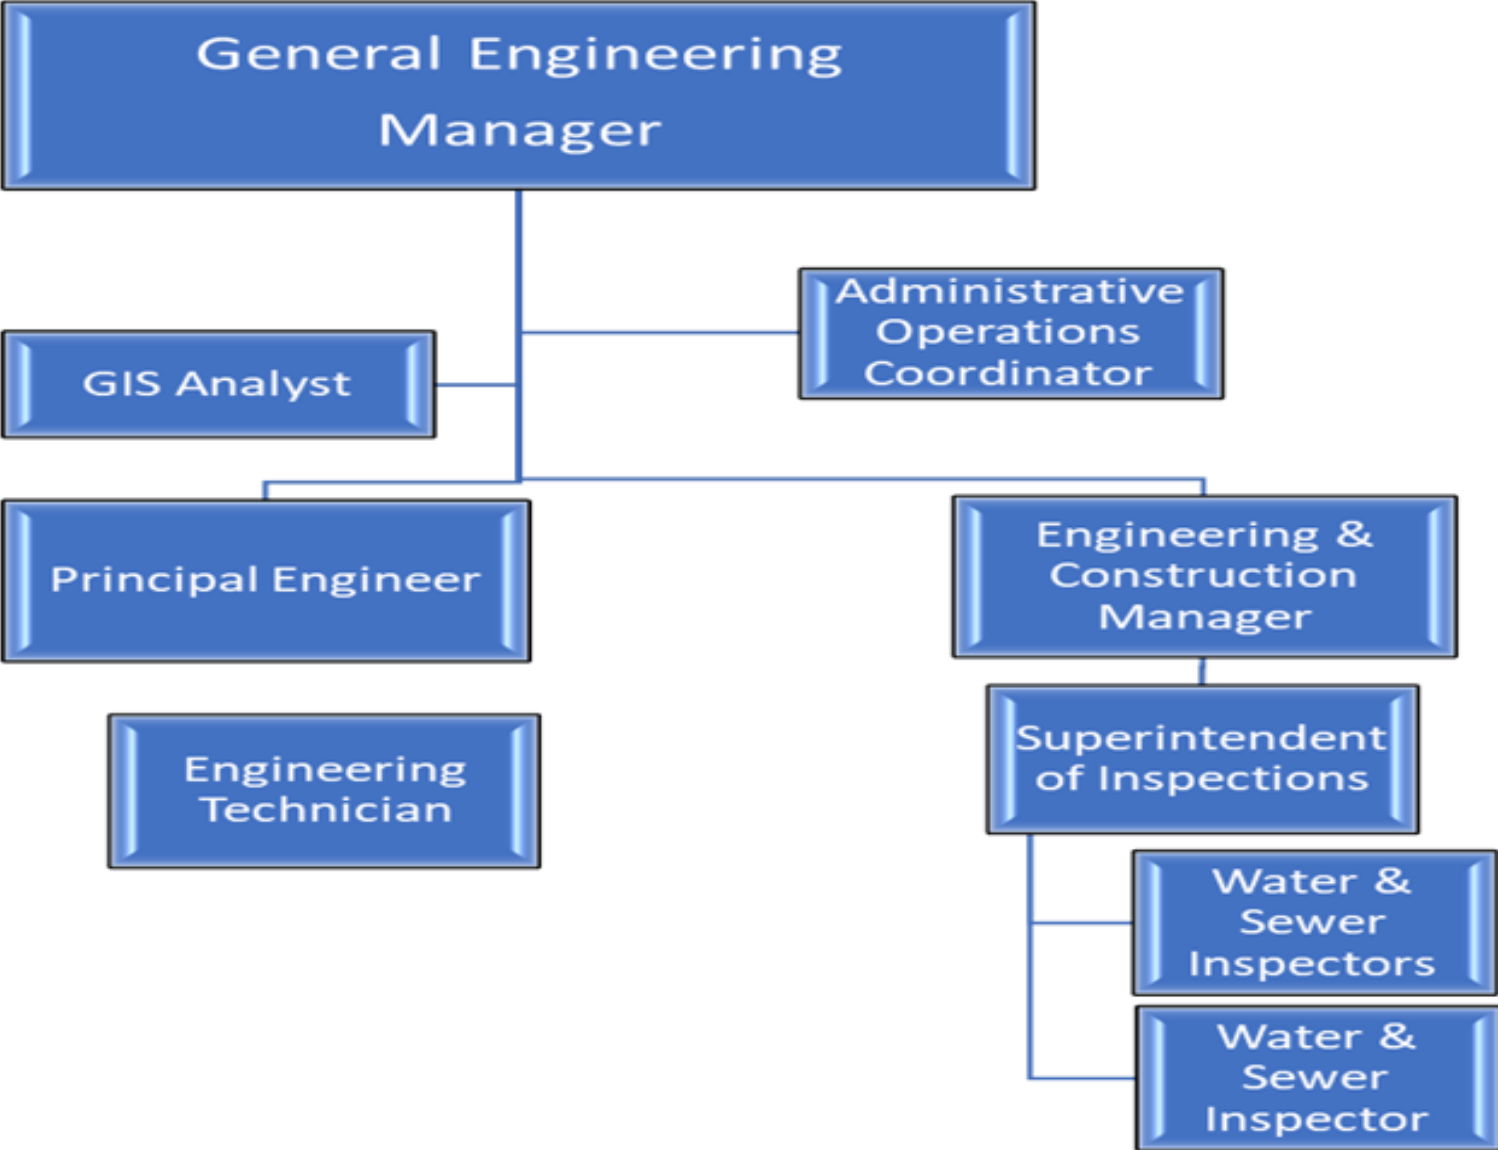 General Engineering
Manager
Administrative
Operations
Coordinator
GIS Analyst
Principal Engineer
Engineering &
Construction
Manager
Engineering
Technician
Superintendent
of Inspections
Water &
Sewer
Inspectors
Water &
Sewer
Inspector